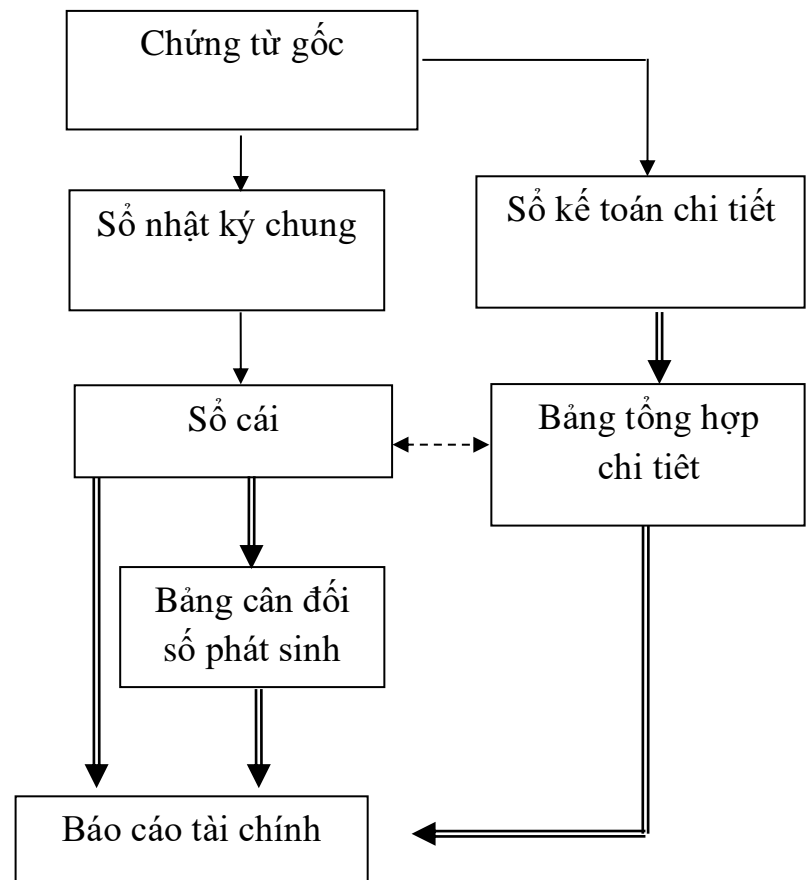 Chứng từ gốc
Sổ nhật ký chung
Sổ kế toán chi tiết
Sổ cái
Bảng tổng hợp
chi tiêt
Bảng cân đối
số phát sinh
Báo cáo tài chính